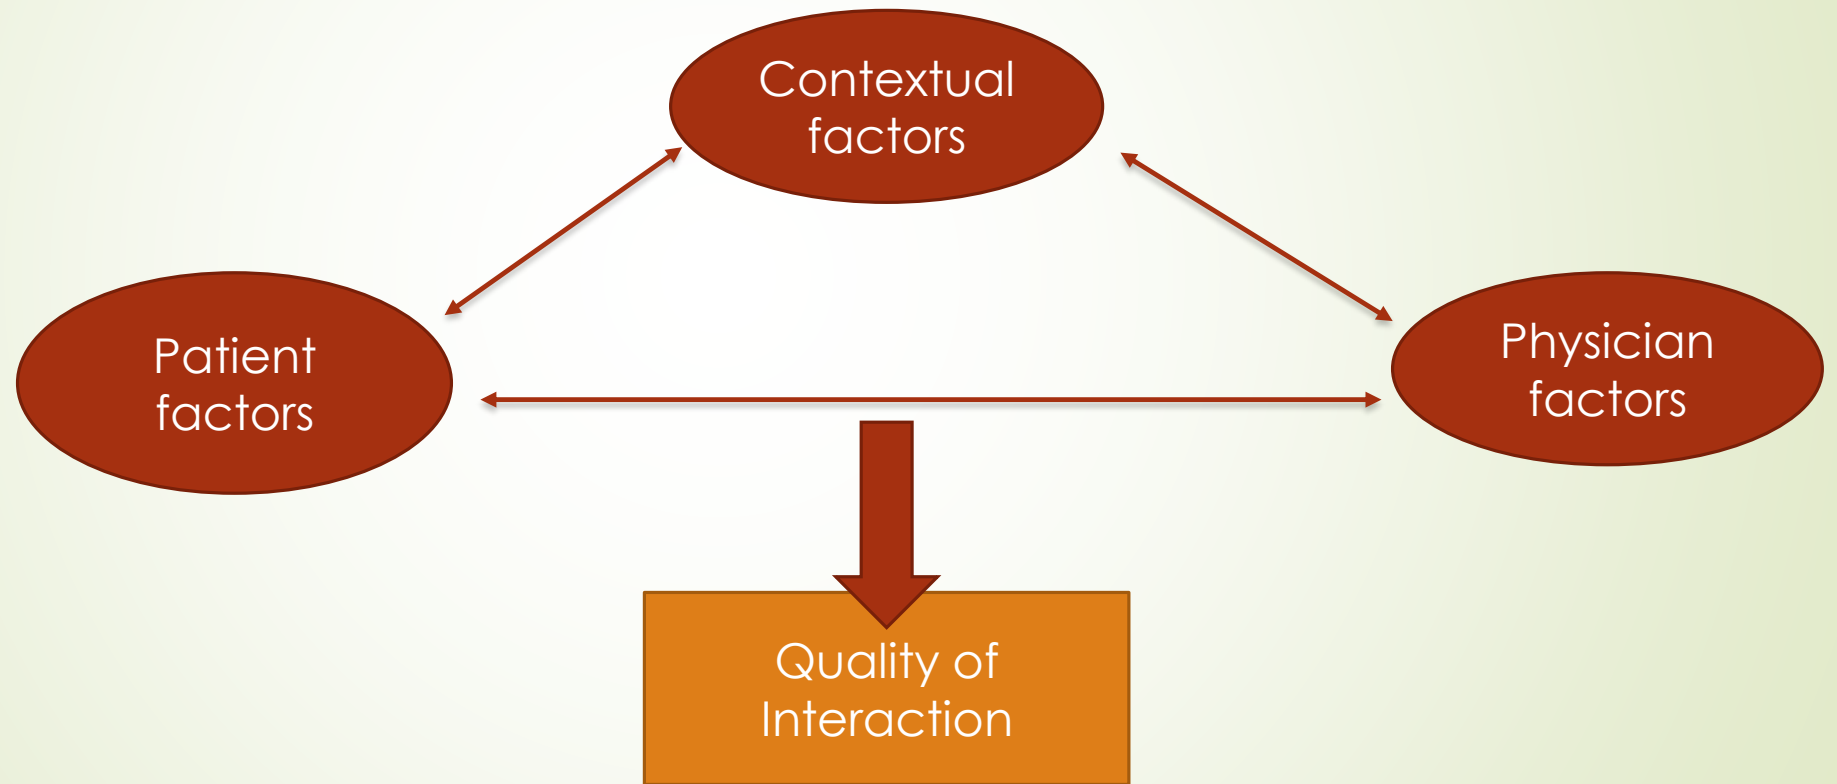 Contextual
factors
Patient
factors
Physician
factors
Quality of
Interaction